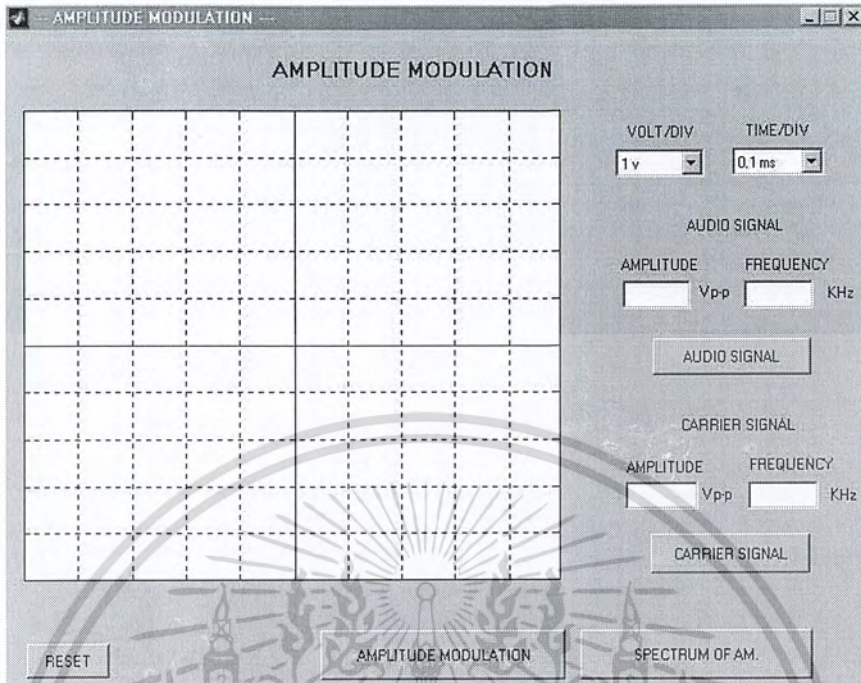 -- AMPLITUDE MODULATION ---
AMPLITUDE MODULATION
VOLT/DIV TIME/DIV
1 v 0.1 ms
AUDIO SIGNAL
AMPLITUDE FREQUENCY
Vp-p KHz
AUDIO SIGNAL
CARRIER SIGNAL
AMPLITUDE FREQUENCY
Vp-p KHz
CARRIER SIGNAL
RESET AMPLITUDE MODULATION SPECTRUM OF AM.